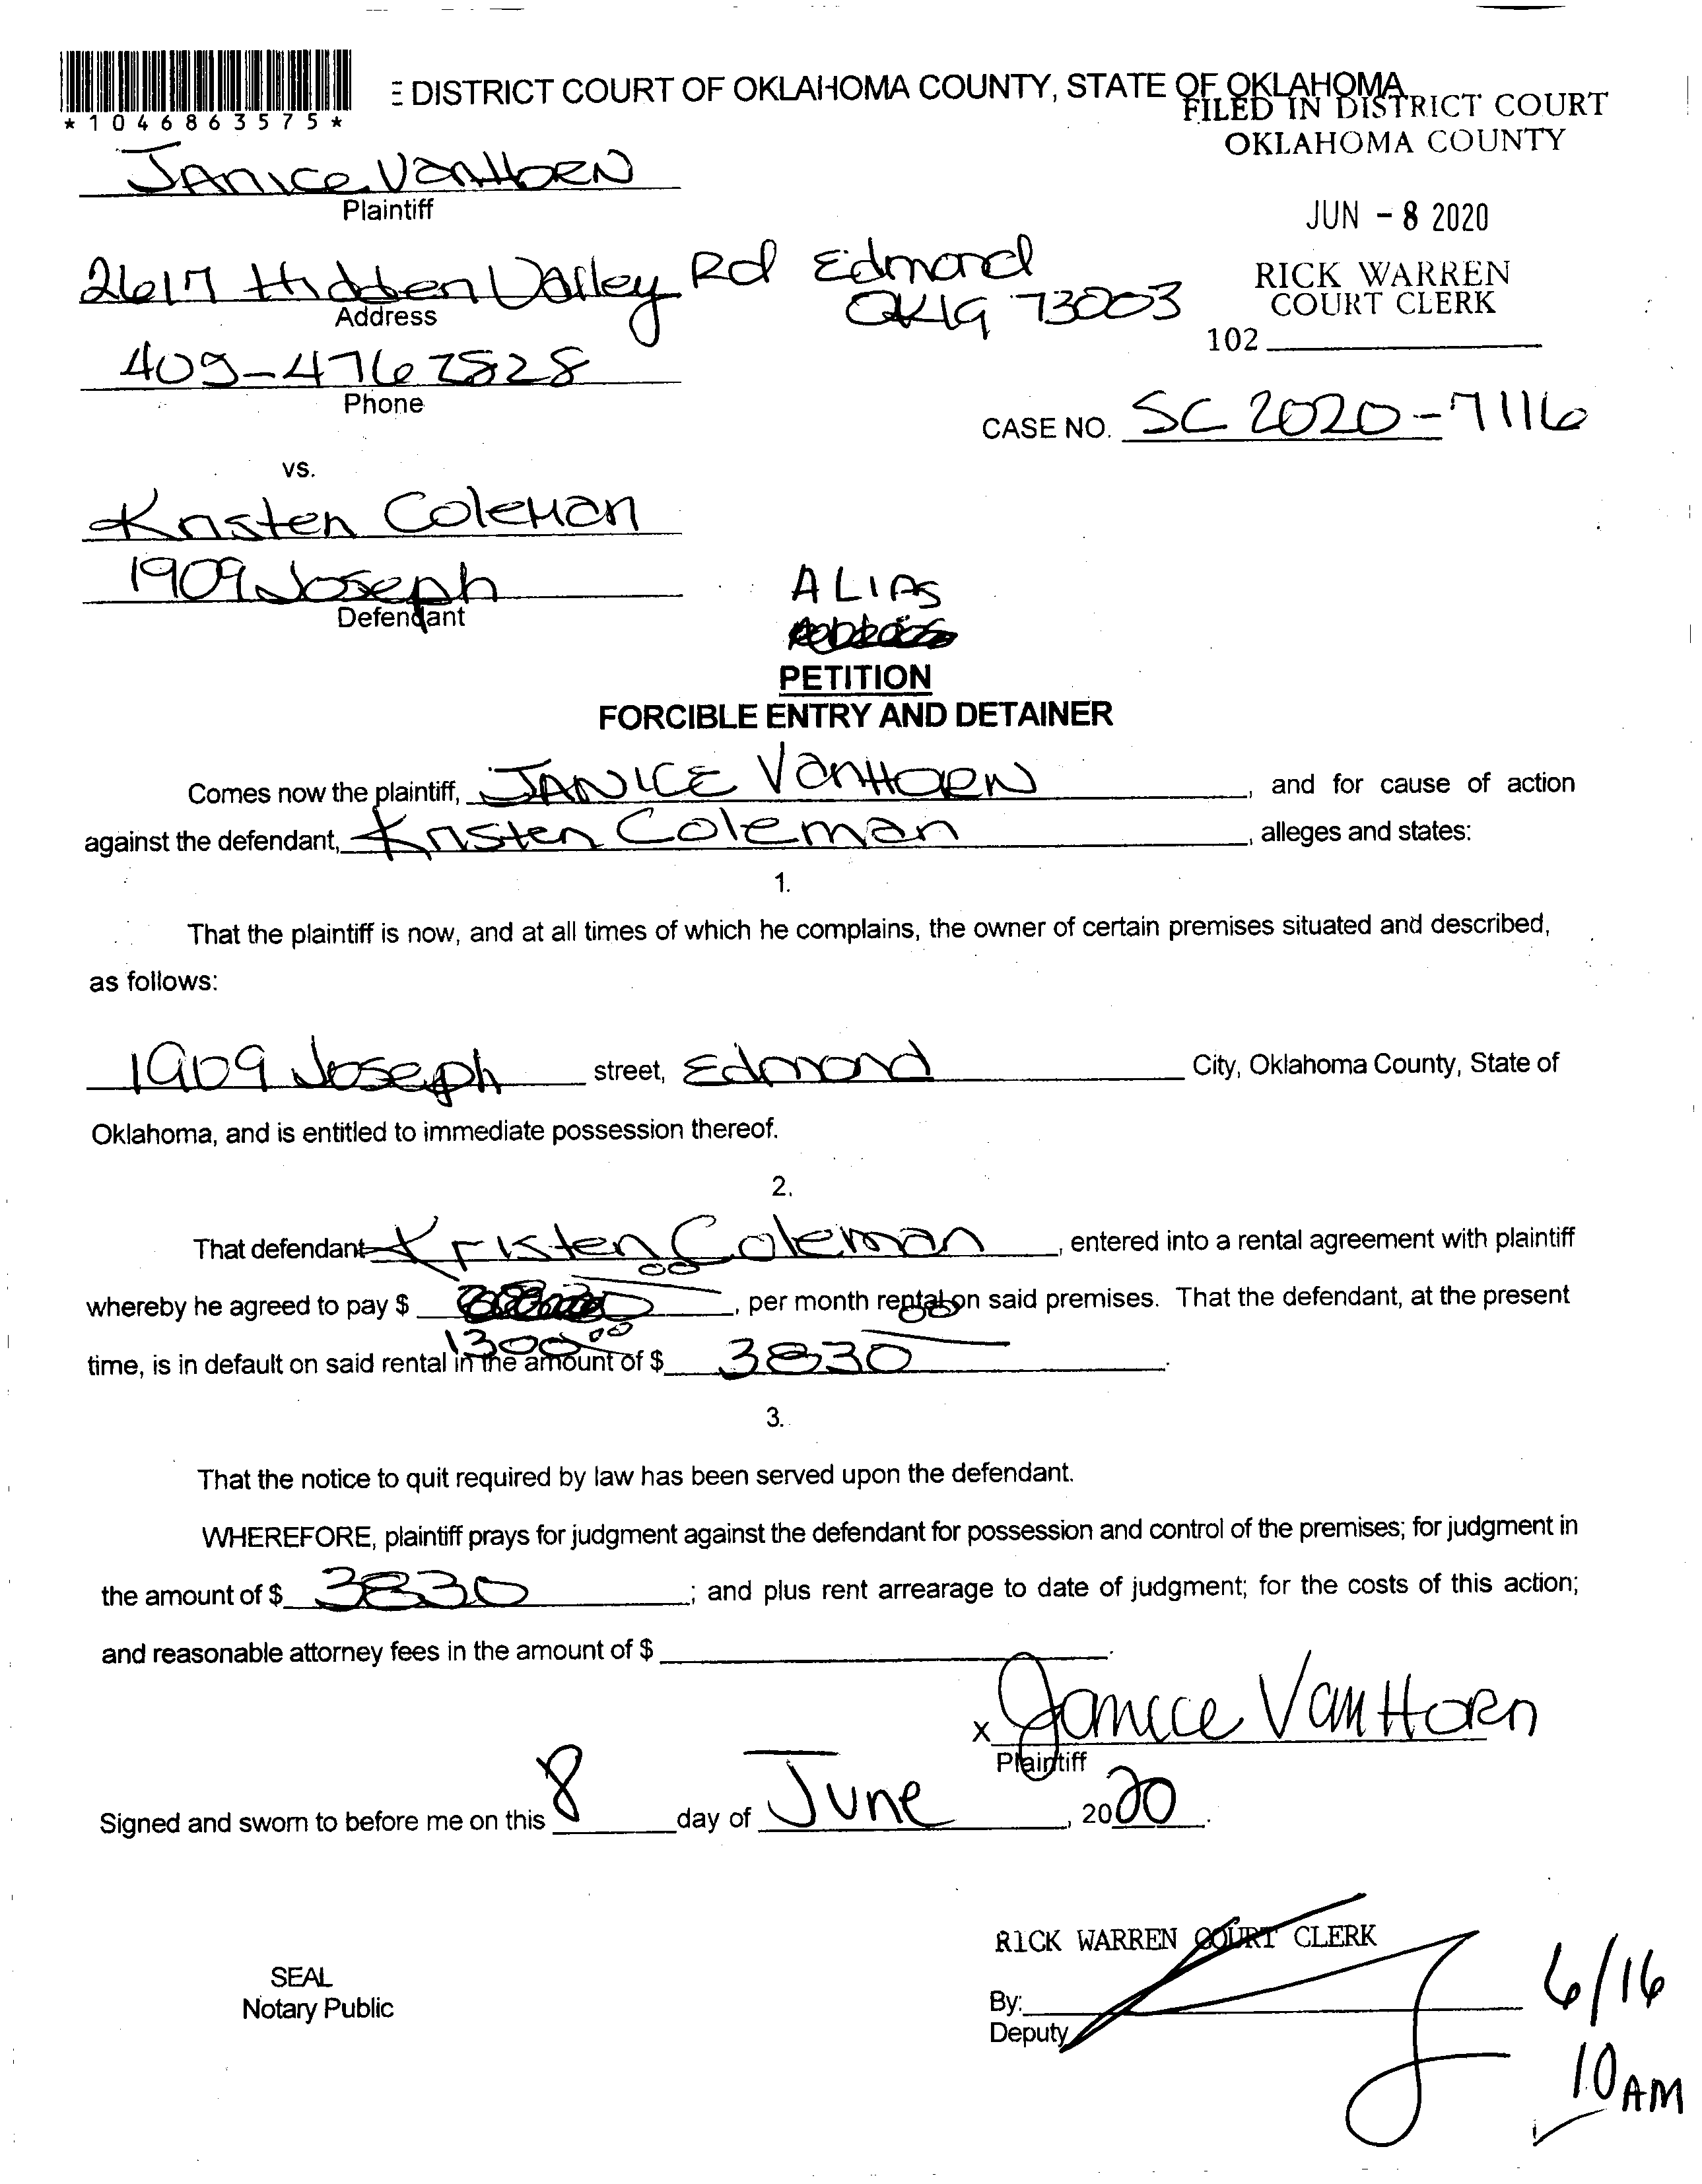 E DISTRICT COURT OF OKLAHOMA COUNTY, STATE OF OKLAHOMA
*1046863575*
FILED IN DISTRICT COURT
OKLAHOMA COUNTY
JANICE VANHORN
Plaintiff
JUN - 8 2020
2617 Hidden Valley Rd Edmond
Okla 73003
Address
RICK WARREN
COURT CLERK
102
405-476 2828
Phone
CASE NO. SC 2020-7116
vs.
Kristen Coleman
1909 Joseph
Defendant
ALIAS
PETITION
FORCIBLE ENTRY AND DETAINER
Comes now the plaintiff, JANICE VANHORN, and for cause of action
against the defendant, Kristen Coleman, alleges and states:
1.
That the plaintiff is now, and at all times of which he complains, the owner of certain premises situated and described,
as follows:
1909 Joseph street, Edmond City, Oklahoma County, State of
Oklahoma, and is entitled to immediate possession thereof.
2.
That defendant Kristen Coleman, entered into a rental agreement with plaintiff
whereby he agreed to pay $ , per month rental on said premises. That the defendant, at the present
1300.00
time, is in default on said rental in the amount of $ 3830 00.
3.
That the notice to quit required by law has been served upon the defendant.
WHEREFORE, plaintiff prays for judgment against the defendant for possession and control of the premises; for judgment in
the amount of $ 3830; and plus rent arrearage to date of judgment; for the costs of this action;
and reasonable attorney fees in the amount of $ .
x Janice VanHorn
Plaintiff
Signed and sworn to before me on this 8 day of June, 2020.
RICK WARREN COURT CLERK
SEAL
Notary Public
By:
Deputy
6/16
10 AM